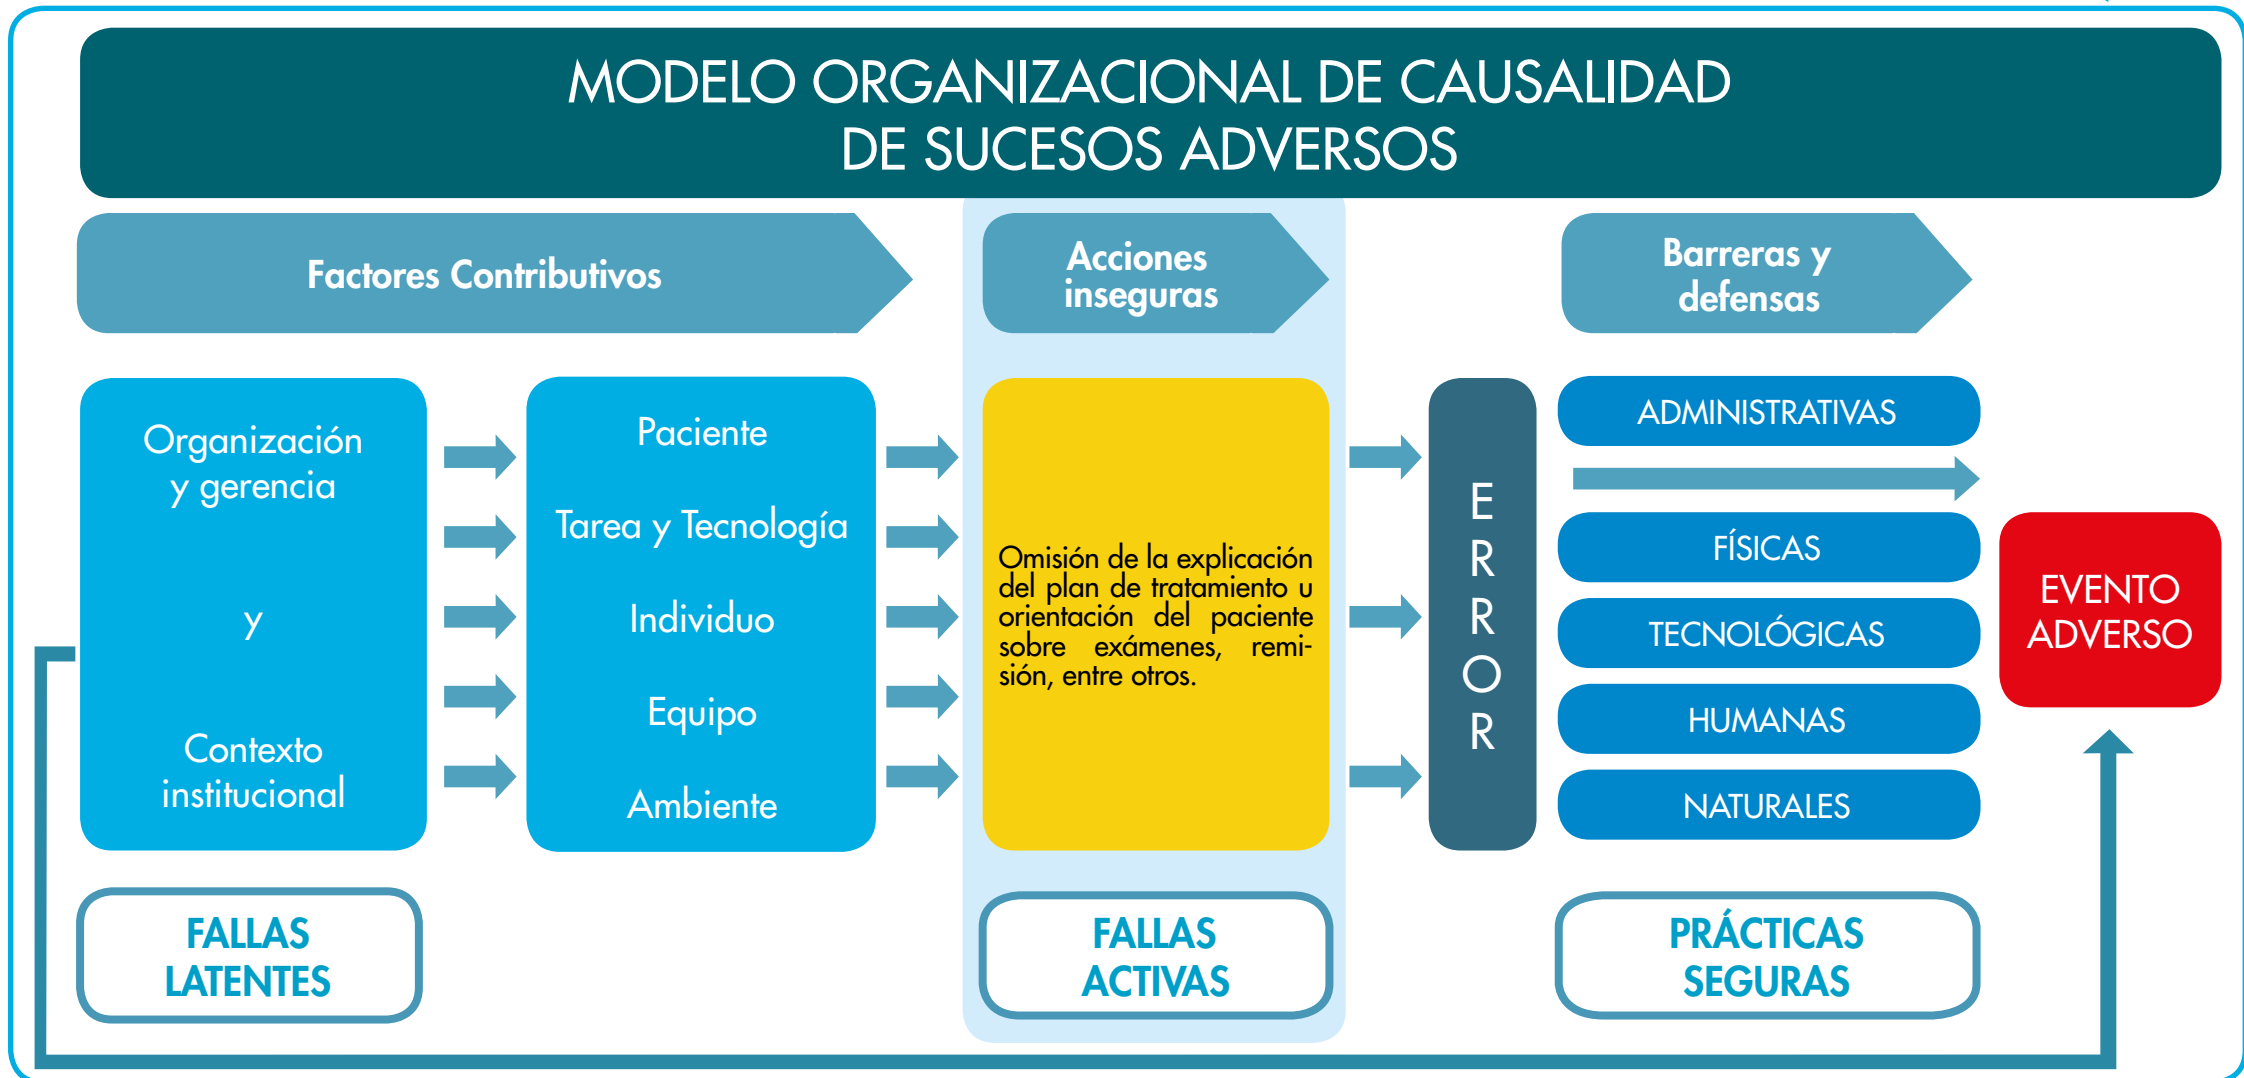 MODELO ORGANIZACIONAL DE CAUSALIDAD
DE SUCESOS ADVERSOS
Factores Contributivos
Acciones
inseguras
Barreras y
defensas
Organización
y gerencia
y
Contexto
institucional
Paciente
Tarea y Tecnología
Individuo
Equipo
Ambiente
Omisión de la explicación
del plan de tratamiento u
orientación del paciente
sobre exámenes, remi-
sión, entre otros.
E
R
R
O
R
ADMINISTRATIVAS
FÍSICAS
TECNOLÓGICAS
HUMANAS
NATURALES
EVENTO
ADVERSO
FALLAS
LATENTES
FALLAS
ACTIVAS
PRÁCTICAS
SEGURAS